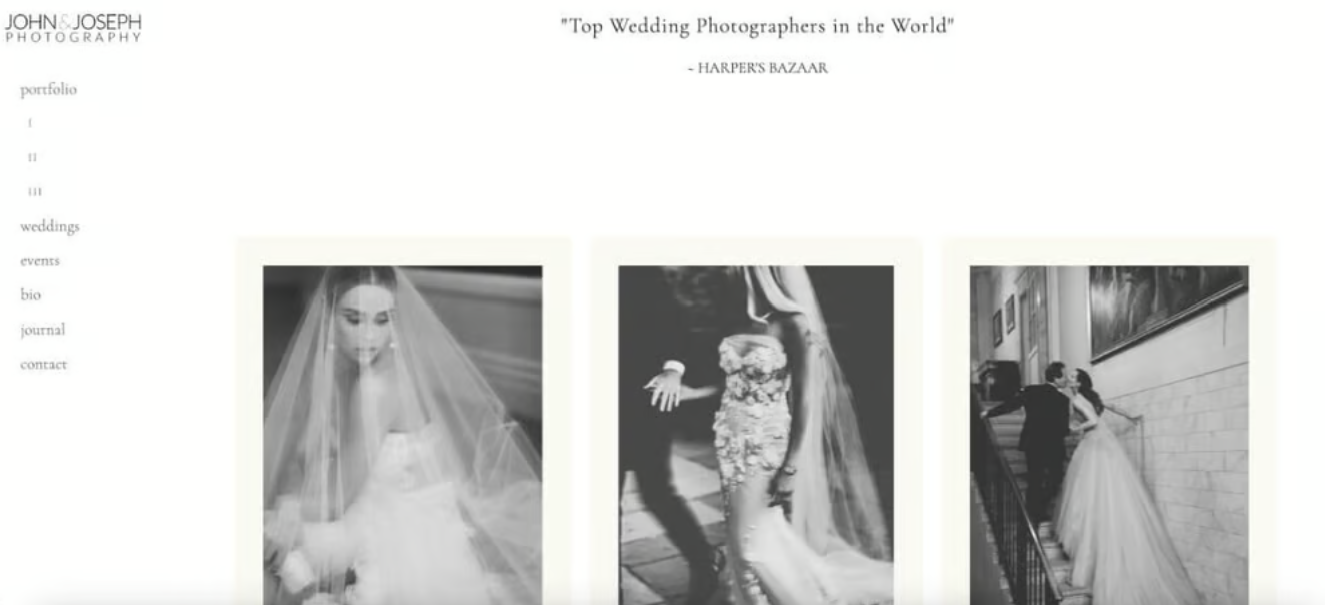 JOHN&JOSEPH
PHOTOGRAPHY
portfolio
I
II
III
weddings
events
bio
journal
contact
"Top Wedding Photographers in the World"
~ HARPER'S BAZAAR